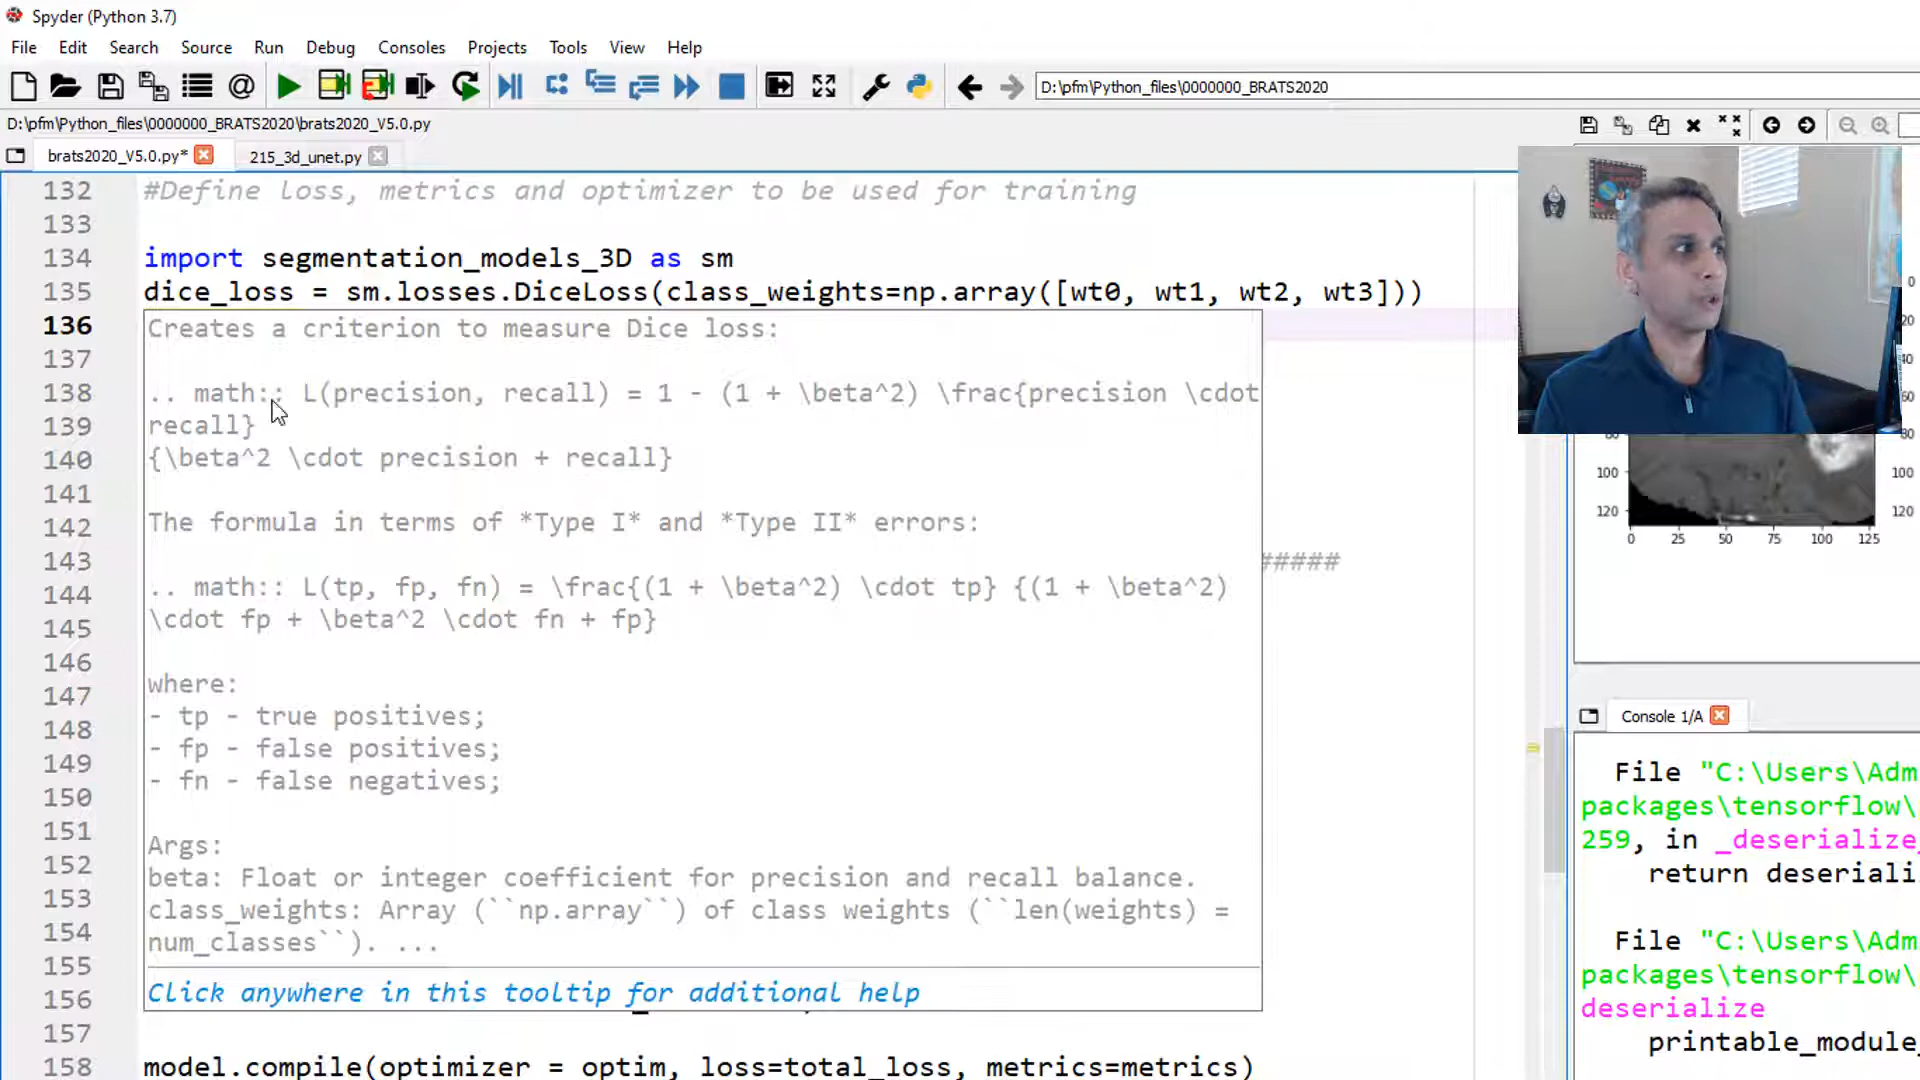 Spyder (Python 3.7)
File Edit Search Source Run Debug Consoles Projects Tools View Help
D:\pfm\Python_files\0000000_BRATS2020
D:\pfm\Python_files\0000000_BRATS2020\brats2020_V5.0.py
brats2020_V5.0.py* 215_3d_unet.py
132 #Define loss, metrics and optimizer to be used for training
133
134 import segmentation_models_3D as sm
135 dice_loss = sm.losses.DiceLoss(class_weights=np.array([wt0, wt1, wt2, wt3]))
136
137
138
139
140
141
142
143 #####
144
145
146
147
148
149
150
151
152
153
154
155
156
157
158 model.compile(optimizer = optim, loss=total_loss, metrics=metrics)
Creates a criterion to measure Dice loss:
.. math:: L(precision, recall) = 1 - (1 + \beta^2) \frac{precision \cdot
recall}
{\beta^2 \cdot precision + recall}
The formula in terms of *Type I* and *Type II* errors:
.. math:: L(tp, fp, fn) = \frac{(1 + \beta^2) \cdot tp} {(1 + \beta^2)
\cdot fp + \beta^2 \cdot fn + fp}
where:
- tp - true positives;
- fp - false positives;
- fn - false negatives;
Args:
beta: Float or integer coefficient for precision and recall balance.
class_weights: Array (``np.array``) of class weights (``len(weights) =
num_classes``). ...
Click anywhere in this tooltip for additional help
0
20
40
60
80 80
100 100
120 120
0 25 50 75 100 125
Console 1/A
File "C:\Users\Adm
packages\tensorflow\
259, in _deserialize
return deseriali
File "C:\Users\Adm
packages\tensorflow\
deserialize
printable_module_